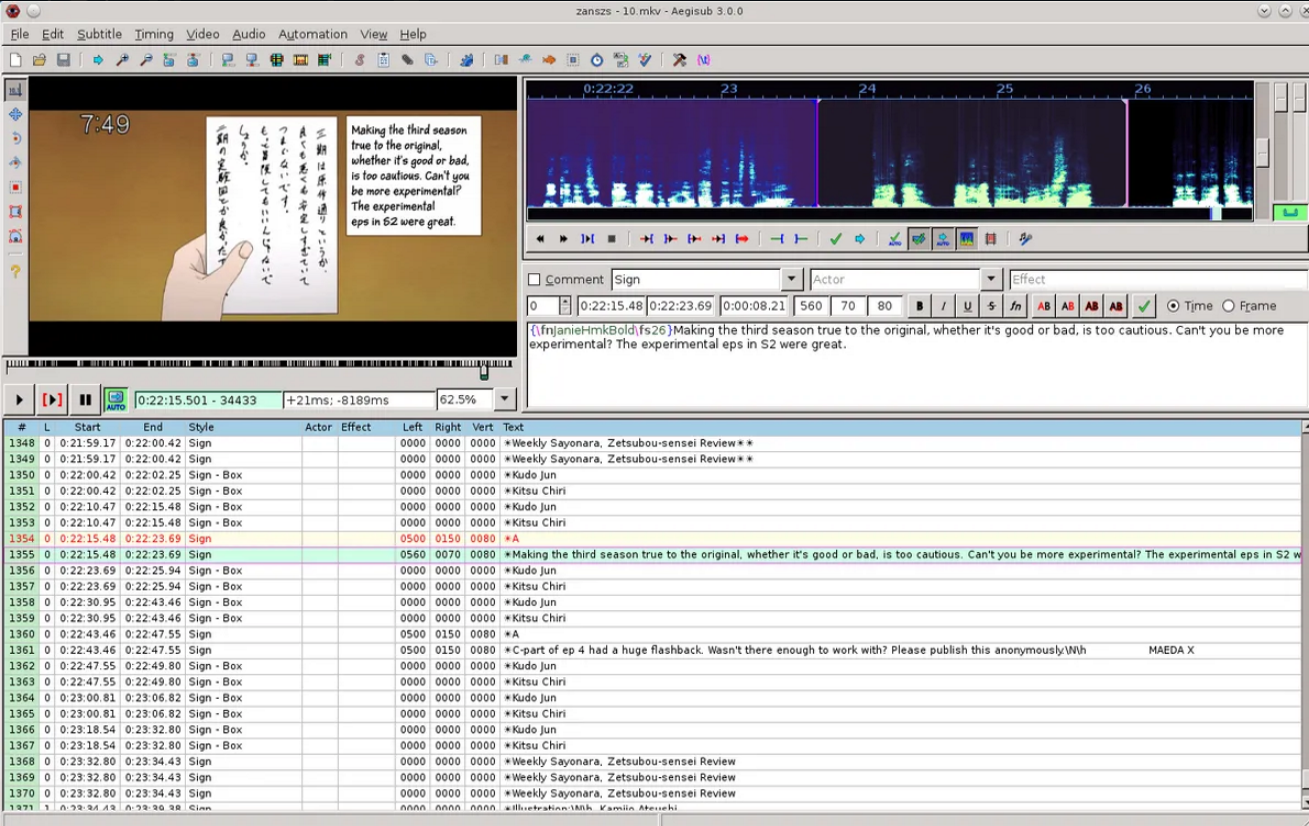 zanszs - 10.mkv - Aegisub 3.0.0
File Edit Subtitle Timing Video Audio Automation View Help
7:49
三期は原作通りというか、
良くも悪くも安定しすぎていて
つまらないです。
もっと冒険してもいいんじゃないで
しょうか。
二期の実験回とか良かったで
Making the third season
true to the original,
whether it's good or bad,
is too cautious. Can't you
be more experimental?
The experimental
eps in S2 were great.
0:22:22 23 24 25 26
Comment Sign Actor Effect
0 0:22:15.48 0:22:23.69 0:00:08.21 560 70 80 B I U S fn AB AB AB AB Time Frame
{\fnJanieHmkBold\fs26}Making the third season true to the original, whether it's good or bad, is too cautious. Can't you be more
experimental? The experimental eps in S2 were great.
AUTO 0:22:15.501 - 34433 +21ms; -8189ms 62.5%
# L Start End Style Actor Effect Left Right Vert Text
1348 0 0:21:59.17 0:22:00.42 Sign 0000 0000 0000 ☀Weekly Sayonara, Zetsubou-sensei Review☀☀
1349 0 0:21:59.17 0:22:00.42 Sign 0000 0000 0000 ☀Weekly Sayonara, Zetsubou-sensei Review☀☀
1350 0 0:22:00.42 0:22:02.25 Sign - Box 0000 0000 0000 ☀Kudo Jun
1351 0 0:22:00.42 0:22:02.25 Sign - Box 0000 0000 0000 ☀Kitsu Chiri
1352 0 0:22:10.47 0:22:15.48 Sign - Box 0000 0000 0000 ☀Kudo Jun
1353 0 0:22:10.47 0:22:15.48 Sign - Box 0000 0000 0000 ☀Kitsu Chiri
1354 0 0:22:15.48 0:22:23.69 Sign 0500 0150 0080 ☀A
1355 0 0:22:15.48 0:22:23.69 Sign 0560 0070 0080 ☀Making the third season true to the original, whether it's good or bad, is too cautious. Can't you be more experimental? The experimental eps in S2 w
1356 0 0:22:23.69 0:22:25.94 Sign - Box 0000 0000 0000 ☀Kudo Jun
1357 0 0:22:23.69 0:22:25.94 Sign - Box 0000 0000 0000 ☀Kitsu Chiri
1358 0 0:22:30.95 0:22:43.46 Sign - Box 0000 0000 0000 ☀Kudo Jun
1359 0 0:22:30.95 0:22:43.46 Sign - Box 0000 0000 0000 ☀Kitsu Chiri
1360 0 0:22:43.46 0:22:47.55 Sign 0500 0150 0080 ☀A
1361 0 0:22:43.46 0:22:47.55 Sign 0500 0150 0080 ☀C-part of ep 4 had a huge flashback. Wasn't there enough to work with? Please publish this anonymously.\N\h MAEDA X
1362 0 0:22:47.55 0:22:49.80 Sign - Box 0000 0000 0000 ☀Kudo Jun
1363 0 0:22:47.55 0:22:49.80 Sign - Box 0000 0000 0000 ☀Kitsu Chiri
1364 0 0:23:00.81 0:23:06.82 Sign - Box 0000 0000 0000 ☀Kudo Jun
1365 0 0:23:00.81 0:23:06.82 Sign - Box 0000 0000 0000 ☀Kitsu Chiri
1366 0 0:23:18.54 0:23:32.80 Sign - Box 0000 0000 0000 ☀Kudo Jun
1367 0 0:23:18.54 0:23:32.80 Sign - Box 0000 0000 0000 ☀Kitsu Chiri
1368 0 0:23:32.80 0:23:34.43 Sign 0000 0000 0000 ☀Weekly Sayonara, Zetsubou-sensei Review
1369 0 0:23:32.80 0:23:34.43 Sign 0000 0000 0000 ☀Weekly Sayonara, Zetsubou-sensei Review
1370 0 0:23:32.80 0:23:34.43 Sign 0000 0000 0000 ☀Weekly Sayonara, Zetsubou-sensei Review
1371 1 0:23:34.43 0:23:39.38 Sign 0000 0000 0000 ☀Illustration:\N\h Kamijo Atsushi